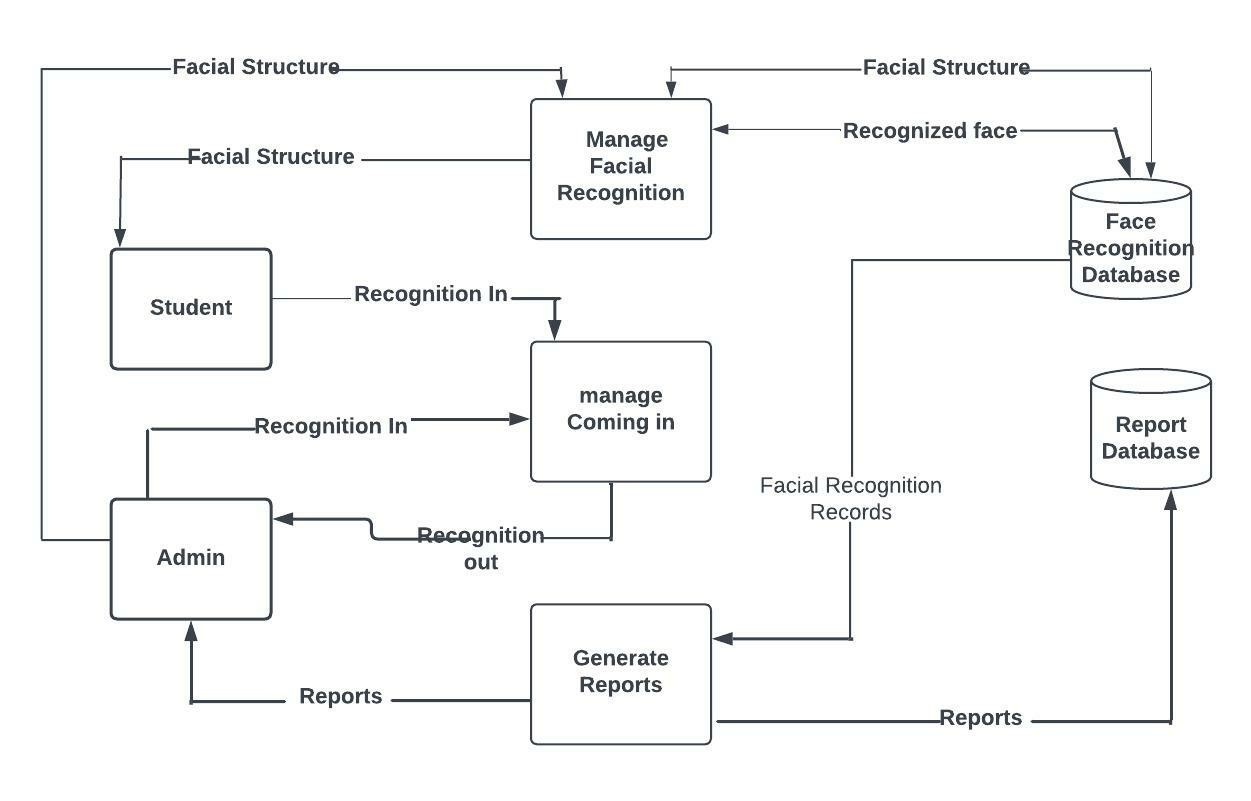 Facial Structure
Facial Structure
Manage
Facial
Recognition
Recognized face
Facial Structure
Face
Recognition
Database
Student
Recognition In
manage
Coming in
Recognition In
Report
Database
Facial Recognition
Records
Admin
Recognition
out
Generate
Reports
Reports
Reports